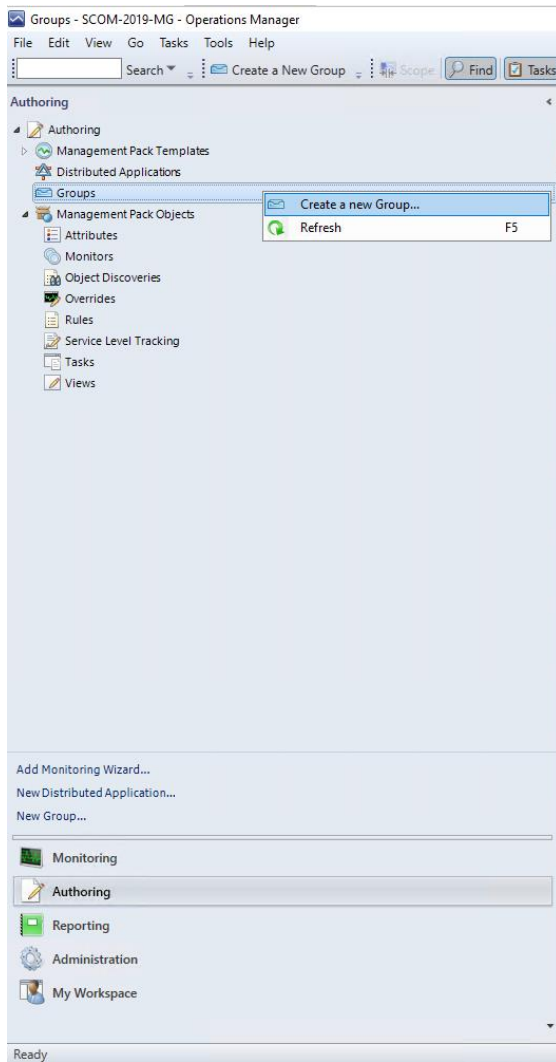 Groups - SCOM-2019-MG - Operations Manager
File Edit View Go Tasks Tools Help
Search Create a New Group Scope Find Tasks
Authoring
Authoring
Management Pack Templates
Distributed Applications
Groups
Create a new Group...
Management Pack Objects
Refresh F5
Attributes
Monitors
Object Discoveries
Overrides
Rules
Service Level Tracking
Tasks
Views
Add Monitoring Wizard...
New Distributed Application...
New Group...
Monitoring
Authoring
Reporting
Administration
My Workspace
Ready